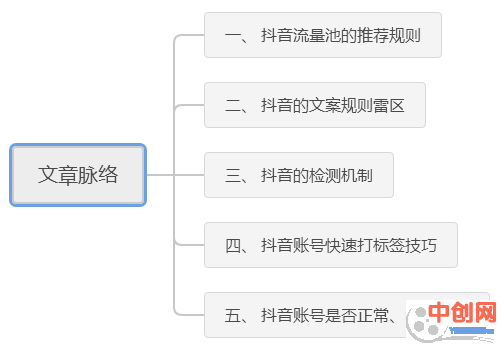 文章脉络
一、 抖音流量池的推荐规则
二、 抖音的文案规则雷区
三、 抖音的检测机制
四、 抖音账号快速打标签技巧
五、 抖音账号是否正常、
中创网